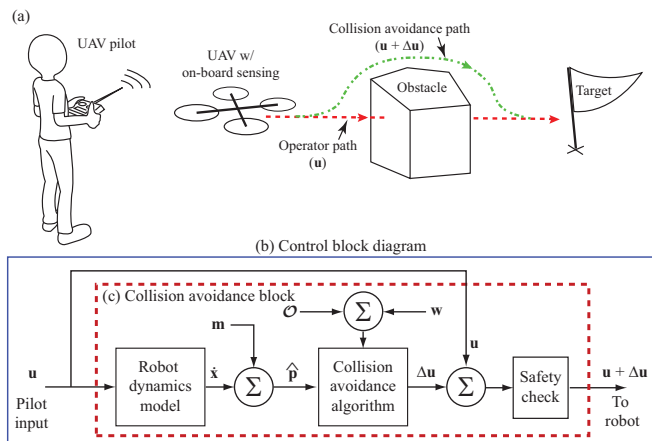 (a)
UAV pilot
UAV w/
on-board sensing
Collision avoidance path
(u + Δu)
Obstacle
Target
Operator path
(u)
(b) Control block diagram
(c) Collision avoidance block
m
𝒪
Σ
w
u
u
Robot
dynamics
model
ẋ
Σ
p̂
Collision
avoidance
algorithm
Δu
Σ
Safety
check
u + Δu
Pilot
input
To
robot